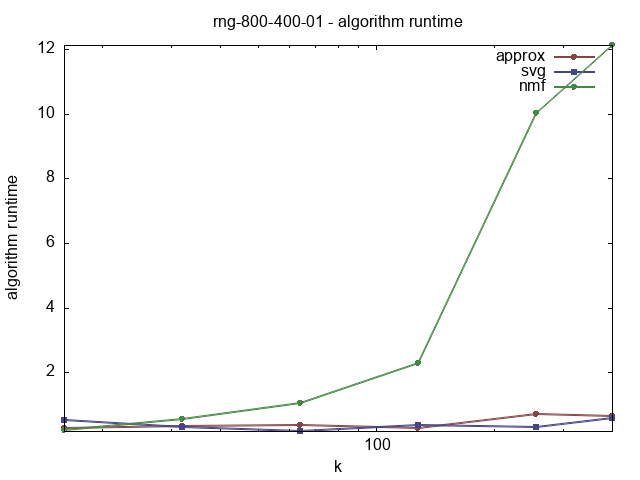 rng-800-400-01 - algorithm runtime
approx
svg
nmf
12
10
8
6
4
2
algorithm runtime
100
k